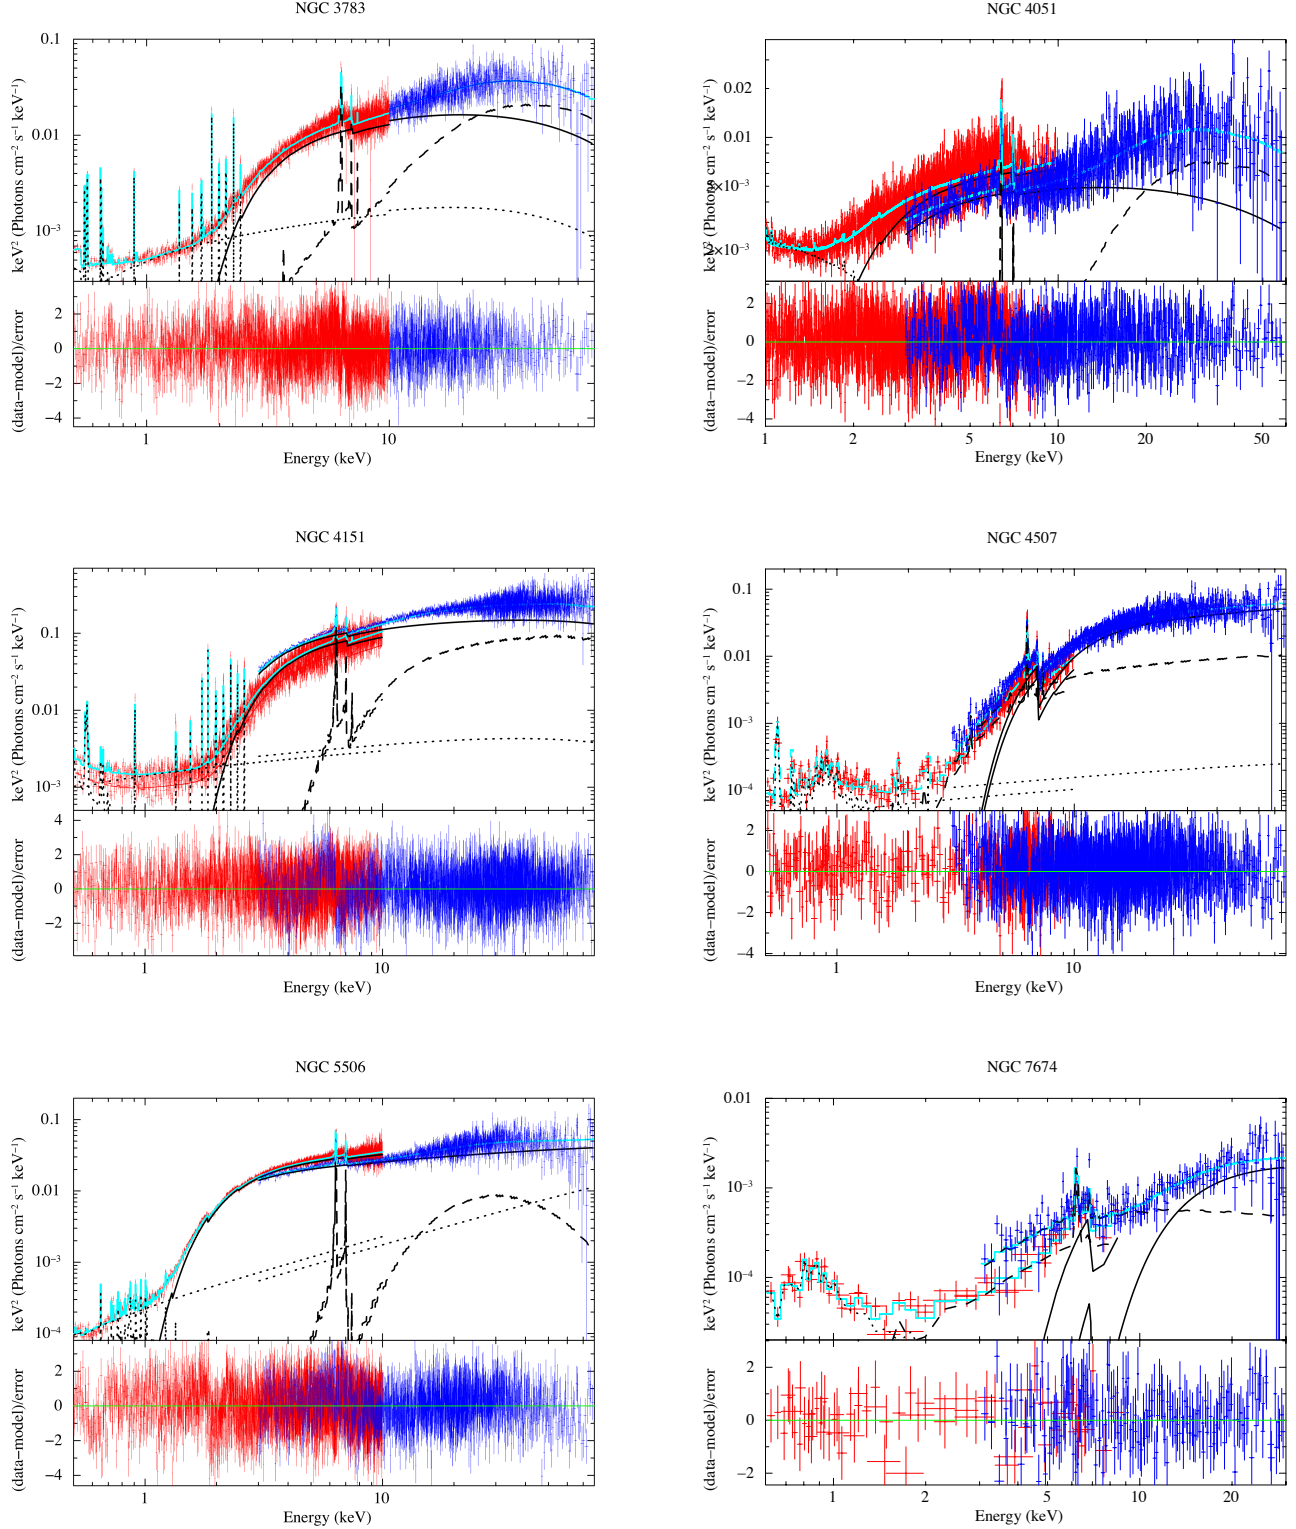 NGC 3783
0.1
0.01
10⁻³
keV² (Photons cm⁻² s⁻¹ keV⁻¹)
2
0
−2
−4
(data−model)/error
1
10
Energy (keV)
NGC 4051
0.02
0.01
5×10⁻³
2×10⁻³
keV² (Photons cm⁻² s⁻¹ keV⁻¹)
2
0
−2
−4
(data−model)/error
1
2
5
10
20
50
Energy (keV)
NGC 4151
0.1
0.01
10⁻³
keV² (Photons cm⁻² s⁻¹ keV⁻¹)
4
2
0
−2
(data−model)/error
1
10
Energy (keV)
NGC 4507
0.1
0.01
10⁻³
10⁻⁴
keV² (Photons cm⁻² s⁻¹ keV⁻¹)
2
0
−2
−4
(data−model)/error
1
10
Energy (keV)
NGC 5506
0.1
0.01
10⁻³
10⁻⁴
keV² (Photons cm⁻² s⁻¹ keV⁻¹)
2
0
−2
−4
(data−model)/error
1
10
Energy (keV)
NGC 7674
0.01
10⁻³
10⁻⁴
keV² (Photons cm⁻² s⁻¹ keV⁻¹)
2
0
−2
(data−model)/error
1
2
5
10
20
Energy (keV)